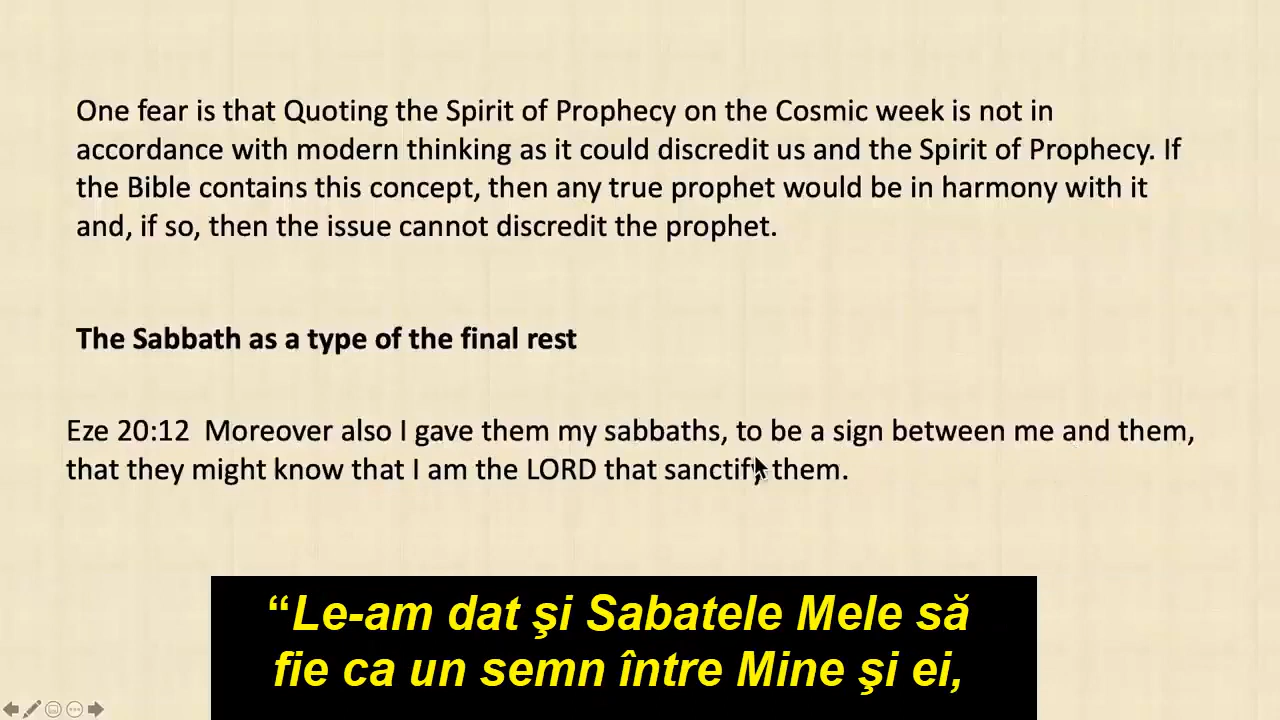 One fear is that Quoting the Spirit of Prophecy on the Cosmic week is not in
accordance with modern thinking as it could discredit us and the Spirit of Prophecy. If
the Bible contains this concept, then any true prophet would be in harmony with it
and, if so, then the issue cannot discredit the prophet.
The Sabbath as a type of the final rest
Eze 20:12  Moreover also I gave them my sabbaths, to be a sign between me and them,
that they might know that I am the LORD that sanctify them.
“Le-am dat şi Sabatele Mele să
fie ca un semn între Mine şi ei,